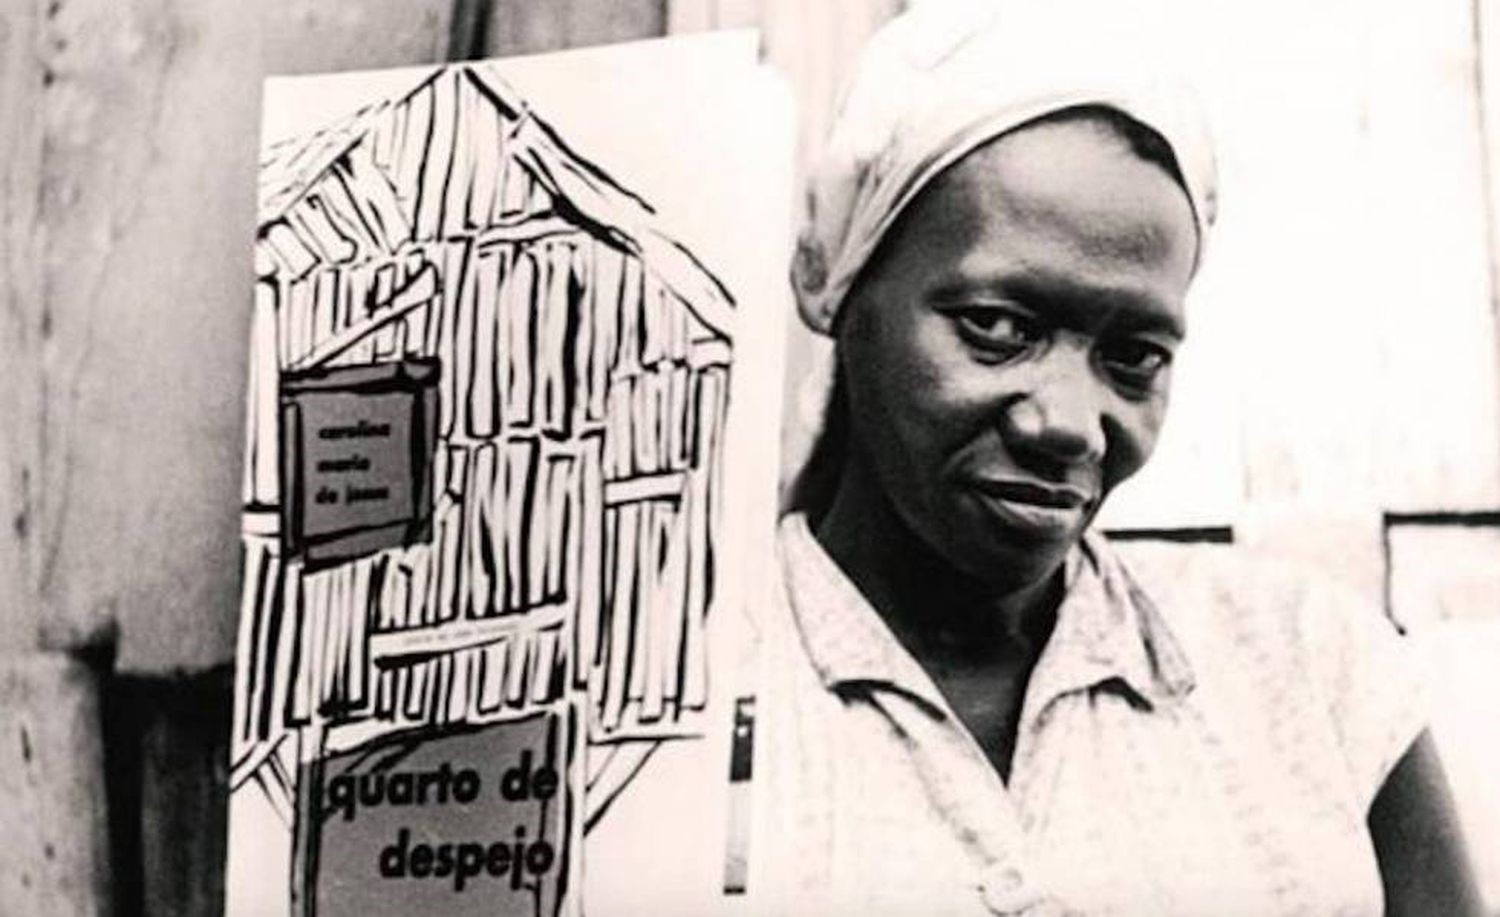 carolina
maria
de jesus
quarto de
despejo